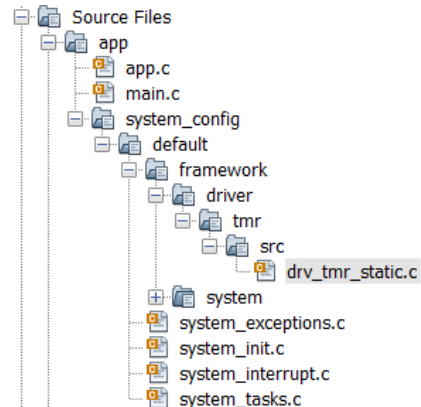 Source Files
app
app.c
main.c
system_config
default
framework
driver
tmr
src
drv_tmr_static.c
system
system_exceptions.c
system_init.c
system_interrupt.c
system_tasks.c